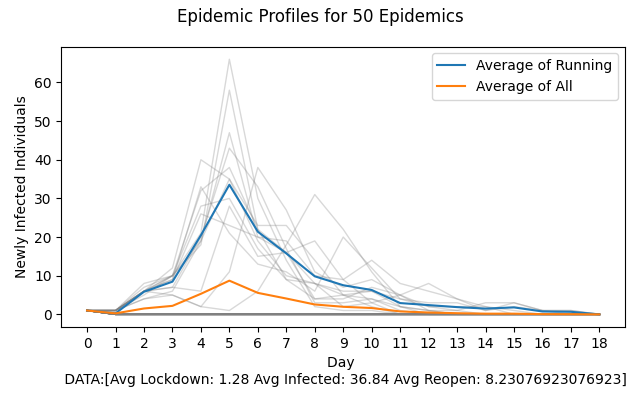 Epidemic Profiles for 50 Epidemics
Newly Infected Individuals
60
50
40
30
20
10
0
Average of Running
Average of All
0 1 2 3 4 5 6 7 8 9 10 11 12 13 14 15 16 17 18
Day
DATA:[Avg Lockdown: 1.28 Avg Infected: 36.84 Avg Reopen: 8.23076923076923]